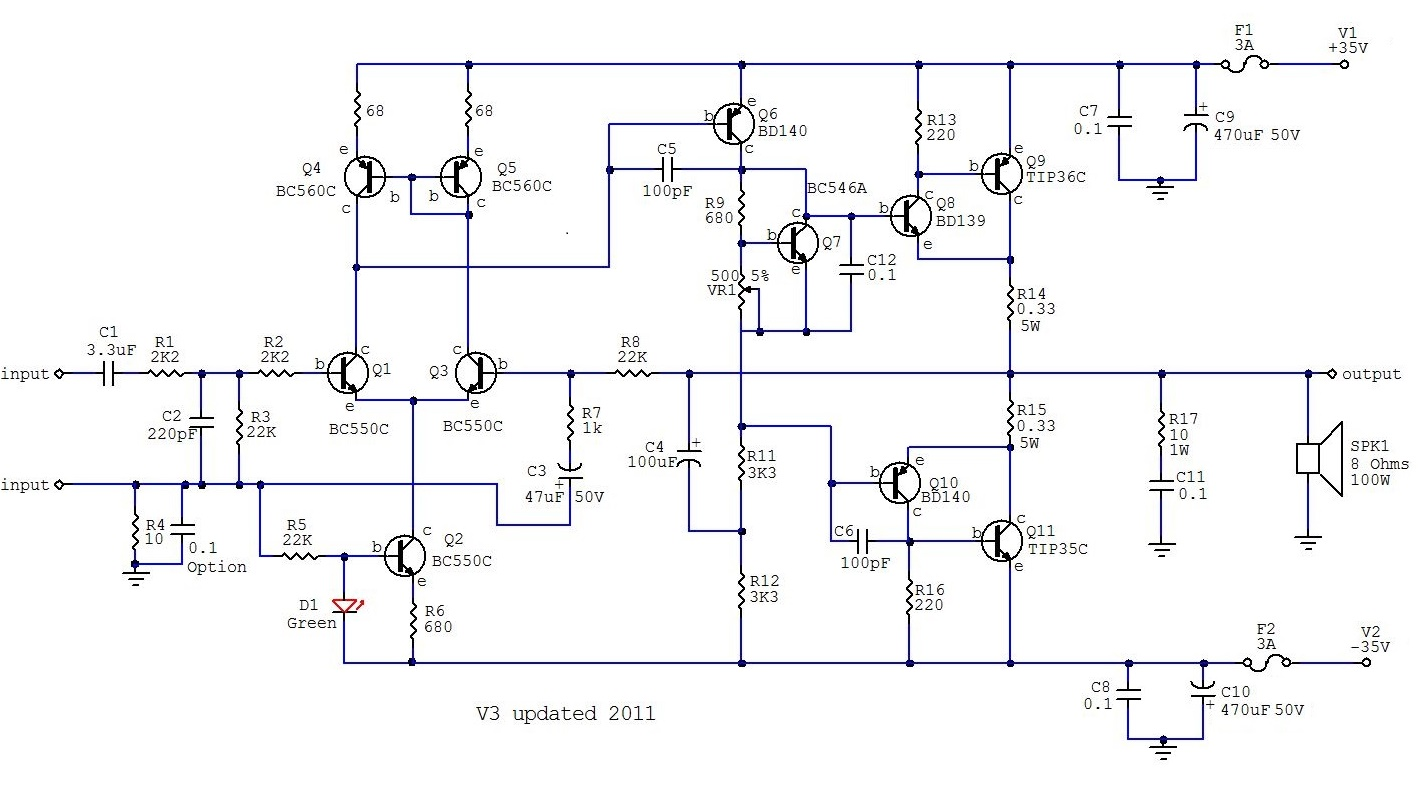 F1
3A
V1
+35V
68
68
b
e
Q6
BD140
c
C7
0.1
+
C9
470uF 50V
R13
220
e
Q4
BC560C
b
c
e
Q5
BC560C
b
c
C5
100pF
R9
680
BC546A
c
b
Q7
e
b
c
Q8
BD139
e
b
e
Q9
TIP36C
c
C12
0.1
500 5%
VR1
R14
0.33
5W
C1
3.3uF
R1
2K2
R2
2K2
R8
22K
input
b
c
Q1
e
BC550C
c
Q3
b
e
BC550C
output
C2
220pF
R3
22K
R7
1k
C3
47uF 50V
+
C4
100uF
+
R11
3K3
R15
0.33
5W
R17
10
1W
C11
0.1
SPK1
8 Ohms
100W
input
b
e
Q10
BD140
c
R4
10
0.1
Option
R5
22K
b
c
Q2
BC550C
e
C6
100pF
b
c
Q11
TIP35C
e
D1
Green
R6
680
R12
3K3
R16
220
F2
3A
V2
-35V
C8
0.1
C10
+ 470uF 50V
V3 updated 2011